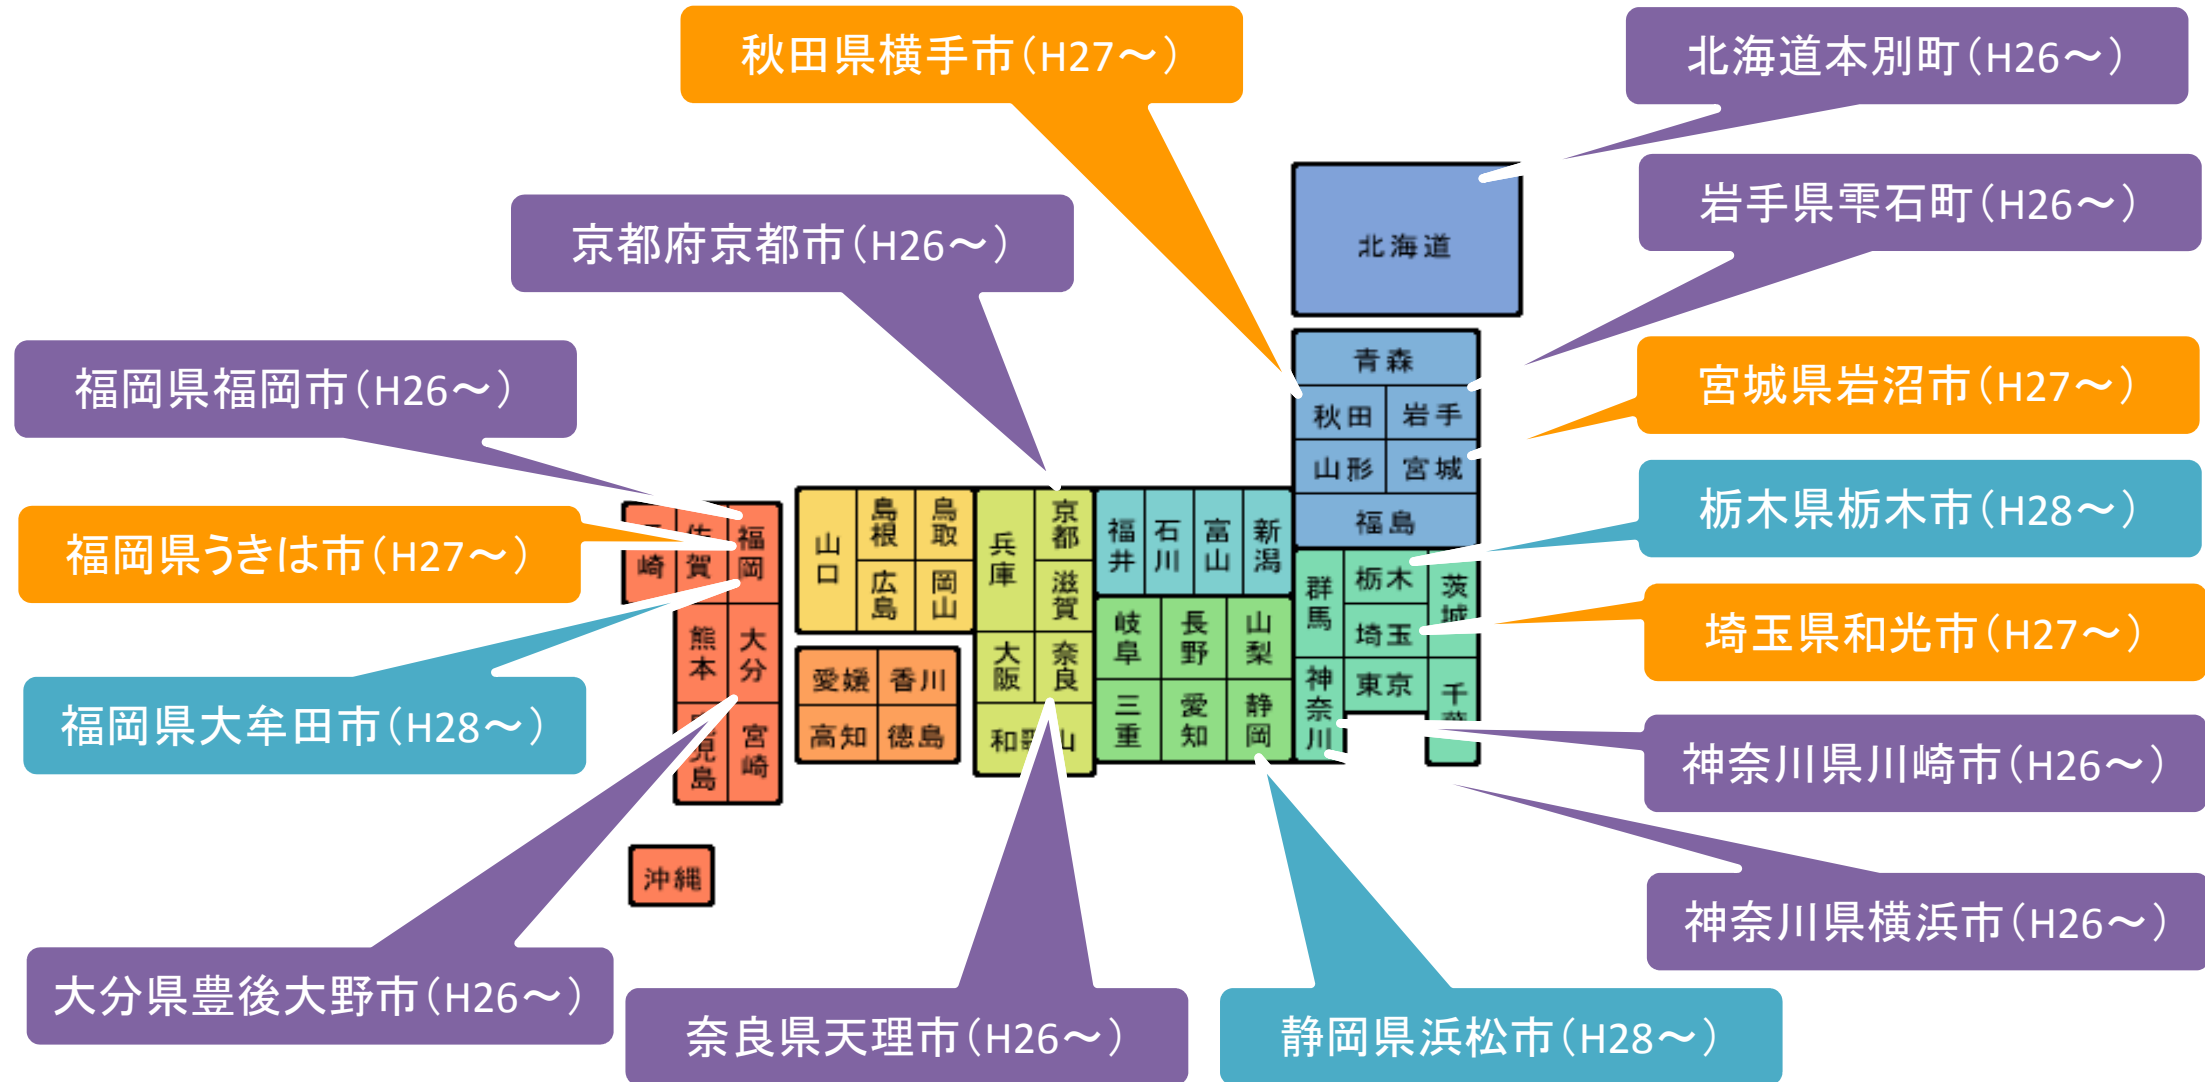 秋田県横手市(H27～)
北海道本別町(H26～)
岩手県雫石町(H26～)
京都府京都市(H26～)
福岡県福岡市(H26～)
宮城県岩沼市(H27～)
福岡県うきは市(H27～)
栃木県栃木市(H28～)
埼玉県和光市(H27～)
福岡県大牟田市(H28～)
神奈川県川崎市(H26～)
神奈川県横浜市(H26～)
大分県豊後大野市(H26～)
奈良県天理市(H26～)
静岡県浜松市(H28～)
北海道
青森
秋田
岩手
山形
宮城
福島
群馬
栃木
茨城
埼玉
神奈川
東京
千葉
福井
石川
富山
新潟
岐阜
長野
山梨
三重
愛知
静岡
兵庫
京都
滋賀
大阪
奈良
和歌山
山口
島根
鳥取
広島
岡山
愛媛
香川
高知
徳島
崎
佐賀
福岡
熊本
大分
宮崎
児島
沖縄